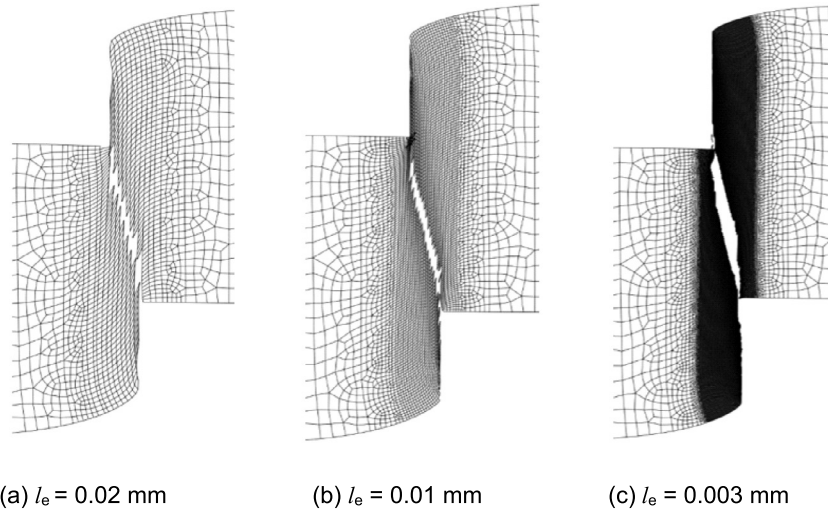 (a) lₑ = 0.02 mm
(b) lₑ = 0.01 mm
(c) lₑ = 0.003 mm